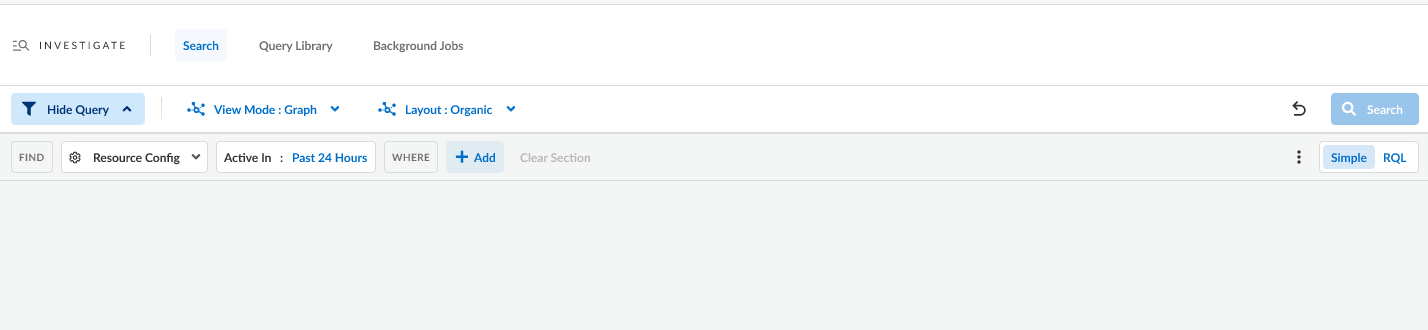 INVESTIGATE Search Query Library Background Jobs
Hide Query View Mode : Graph Layout : Organic Search
FIND Resource Config Active In : Past 24 Hours WHERE Add Clear Section Simple RQL